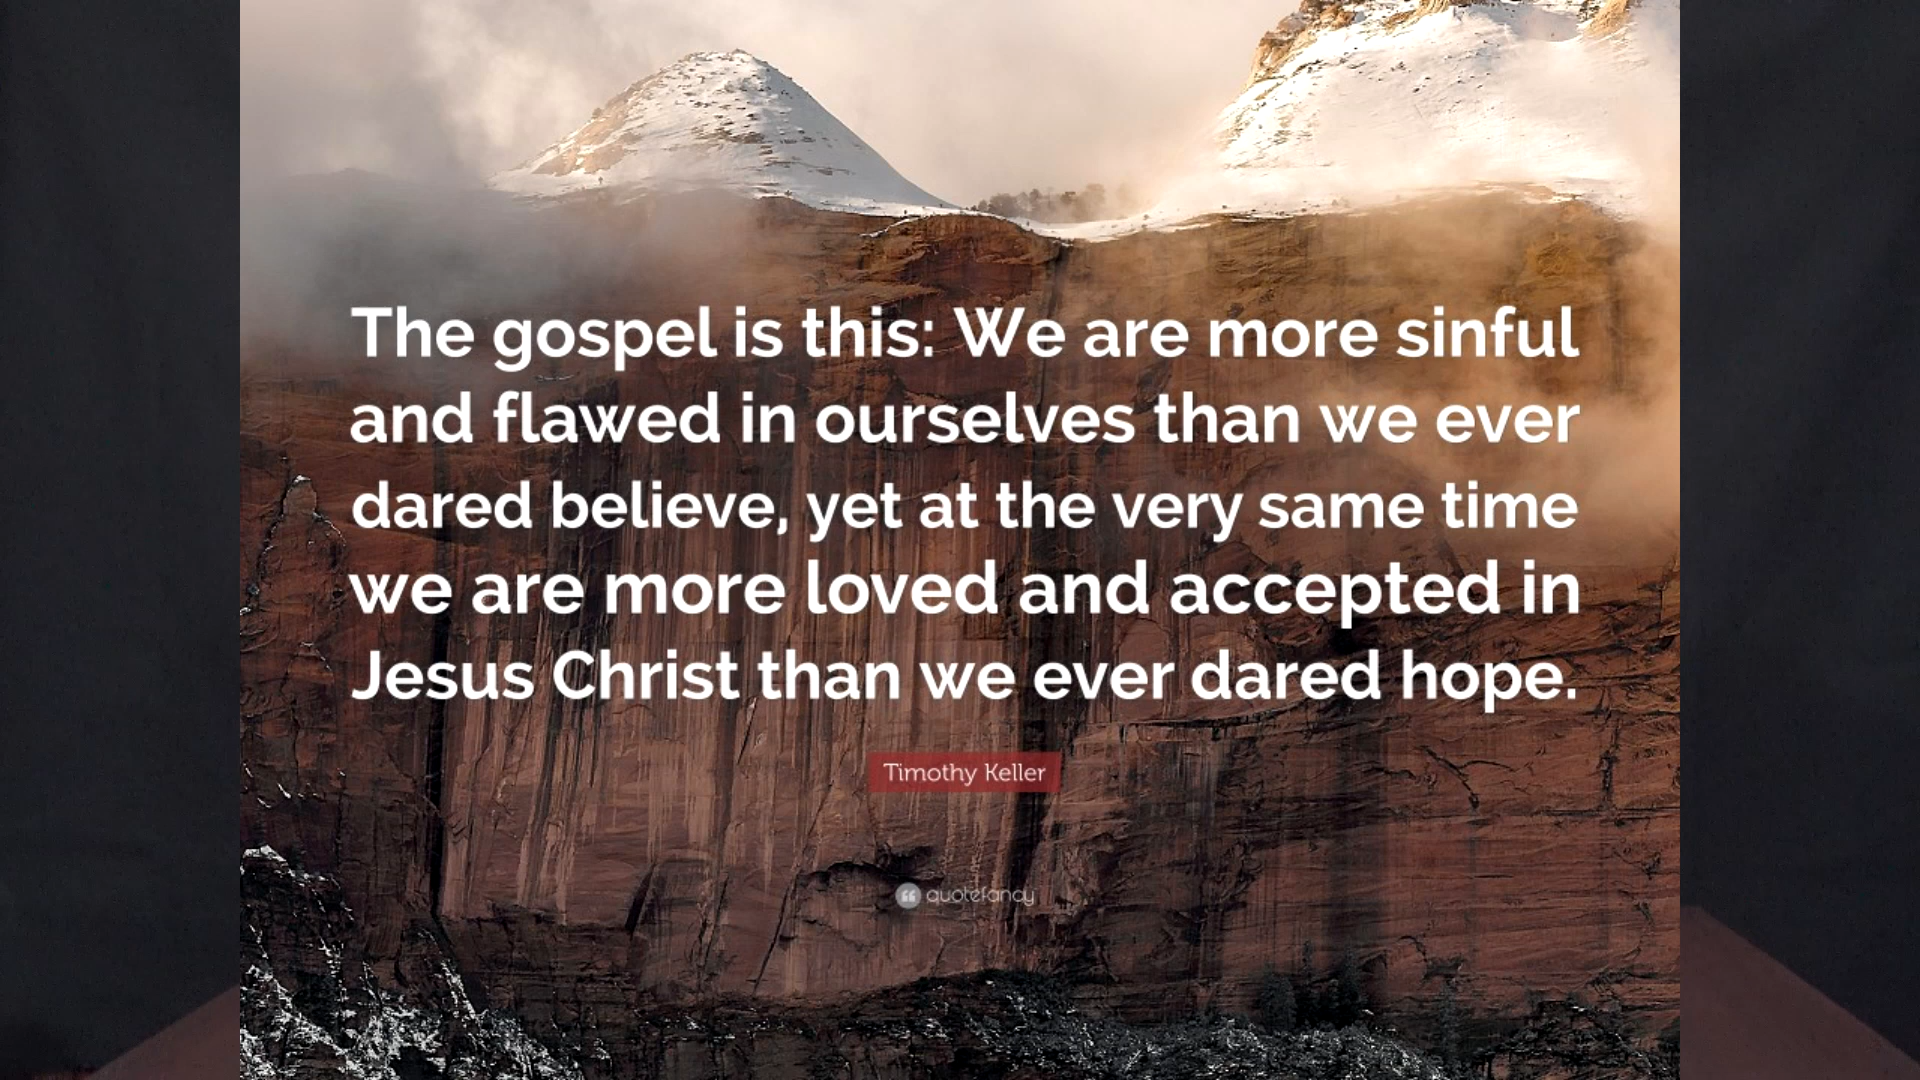 The gospel is this: We are more sinful
and flawed in ourselves than we ever
dared believe, yet at the very same time
we are more loved and accepted in
Jesus Christ than we ever dared hope.
Timothy Keller
quotefancy